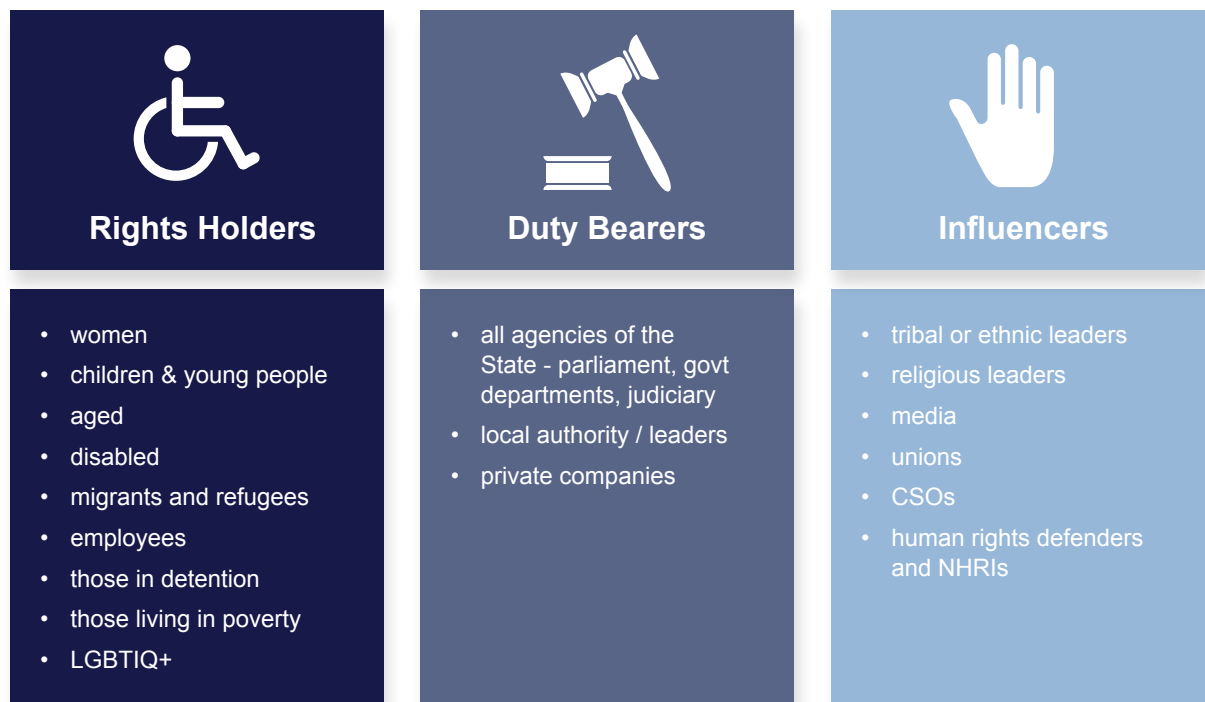 Rights Holders
• women
• children & young people
• aged
• disabled
• migrants and refugees
• employees
• those in detention
• those living in poverty
• LGBTIQ+
Duty Bearers
• all agencies of the
State - parliament, govt
departments, judiciary
• local authority / leaders
• private companies
Influencers
• tribal or ethnic leaders
• religious leaders
• media
• unions
• CSOs
• human rights defenders
and NHRIs